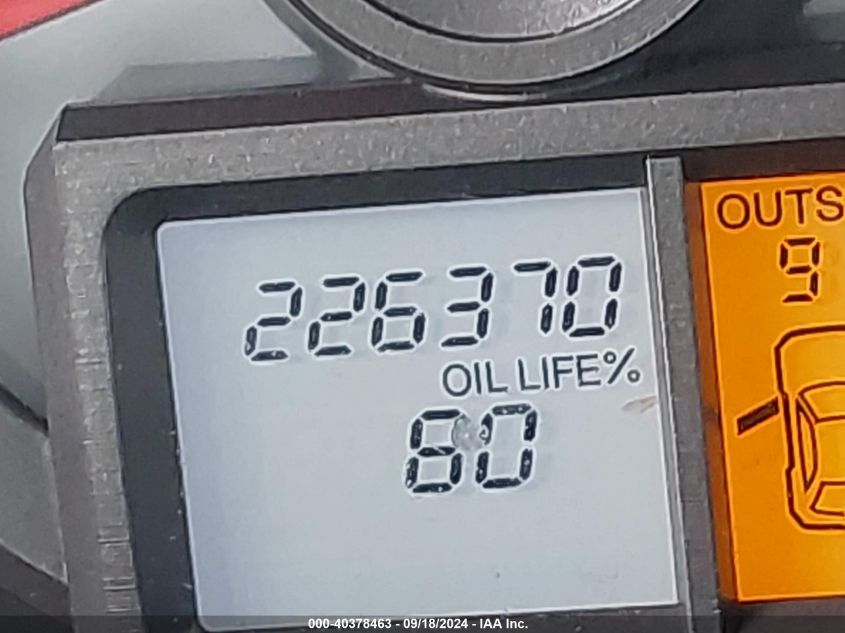 226370
OIL LIFE%
80
OUTS
9
000-40378463 - 09/18/2024 - IAA Inc.